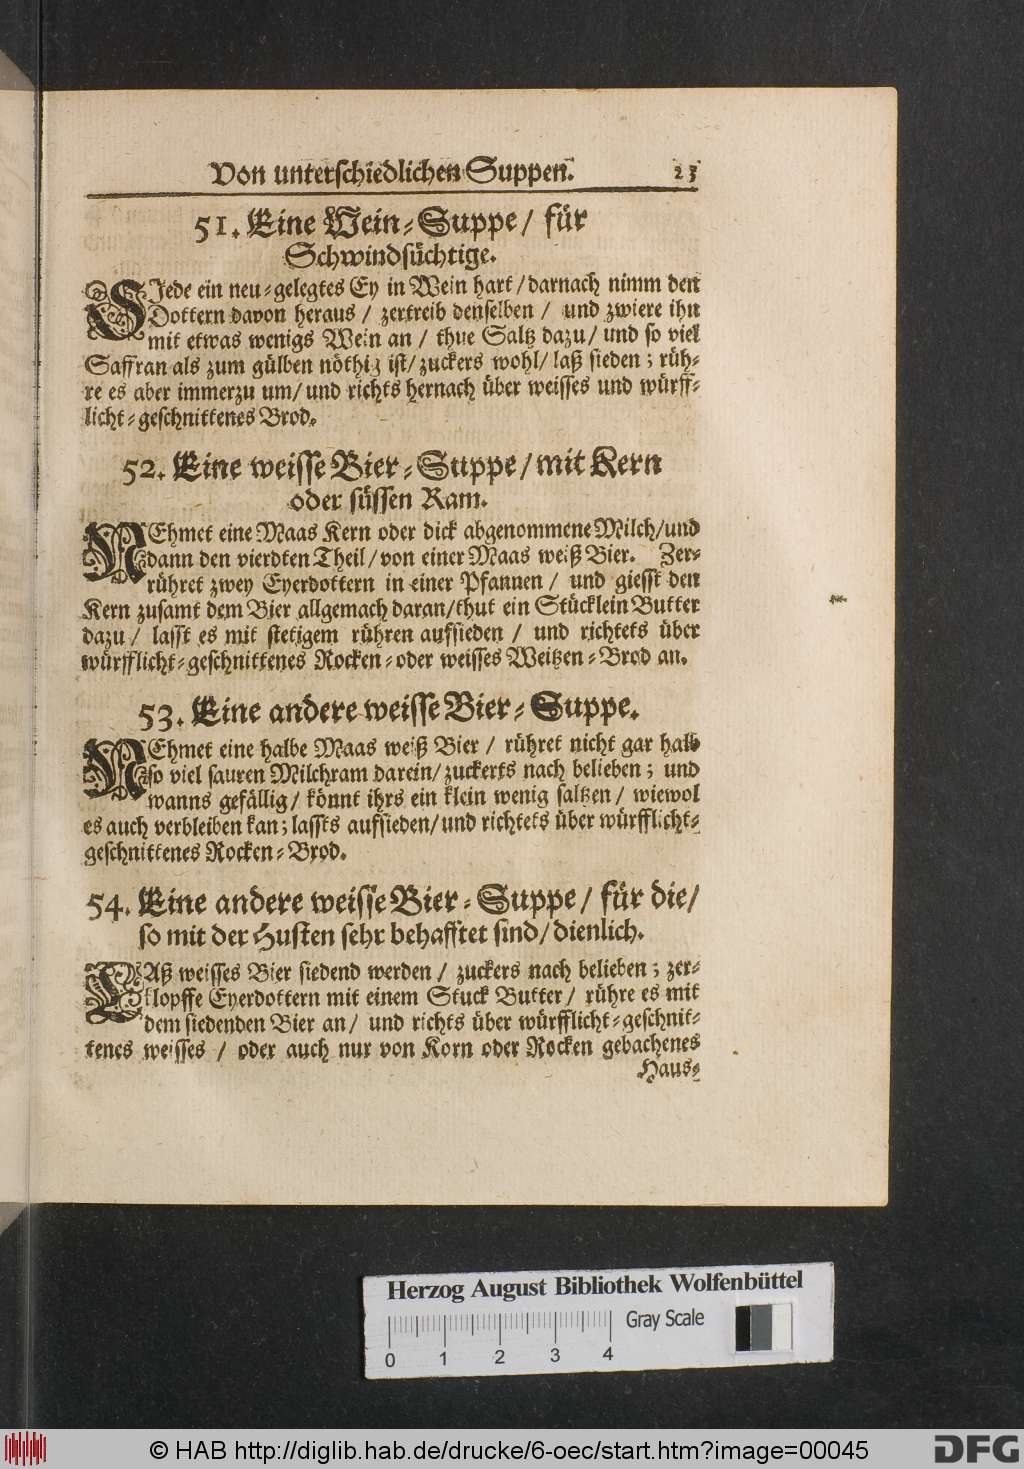 Von unterschiedlichen Suppen. 23
51. Eine Wein-Suppe / für
Schwindsüchtige.
SIede ein neu-gelegtes Ey in Wein hart / darnach nimm den
Dottern davon heraus / zertreib denselben / und zwiere ihn
mit etwas wenigs Wein an / thue Saltz dazu / und so viel
Saffran als zum gülben nöthig ist / zuckers wohl / laß sieden; rüh-
re es aber immerzu um / und richts hernach über weisses und würff-
licht-geschnittenes Brod.
52. Eine weisse Bier-Suppe / mit Kern
oder süssen Ram.
NEhmet eine Maas Kern oder dick abgenommene Milch / und
dann den vierdten Theil / von einer Maas weiß Bier. Zer-
rühret zwey Eyerdottern in einer Pfannen / und giesst den
Kern zusamt dem Bier allgemach daran / thut ein Stücklein Butter
dazu / lasst es mit stetigem rühren aufsieden / und richtets über
würfflicht-geschnittenes Rocken-oder weisses Weitzen-Brod an.
53. Eine andere weisse Bier-Suppe.
NEhmet eine halbe Maas weiß Bier / rühret nicht gar halb
so viel sauren Milchram darein / zuckerts nach belieben; und
wanns gefällig / könnt ihrs ein klein wenig saltzen / wiewol
es auch verbleiben kan; lassts aufsieden / und richtets über würfflicht-
geschnittenes Rocken-Brod.
54. Eine andere weisse Bier-Suppe / für die /
so mit der Husten sehr behafftet sind / dienlich.
LAß weisses Bier siedend werden / zuckers nach belieben; zer-
klopffe Eyerdottern mit einem Stuck Butter / rühre es mit
dem siedenden Bier an / und richts über würfflicht-geschnit-
tenes weisses / oder auch nur von Korn oder Rocken gebachenes
Haus-
Herzog August Bibliothek Wolfenbüttel
Gray Scale
0 1 2 3 4
© HAB http://diglib.hab.de/drucke/6-oec/start.htm?image=00045
DFG